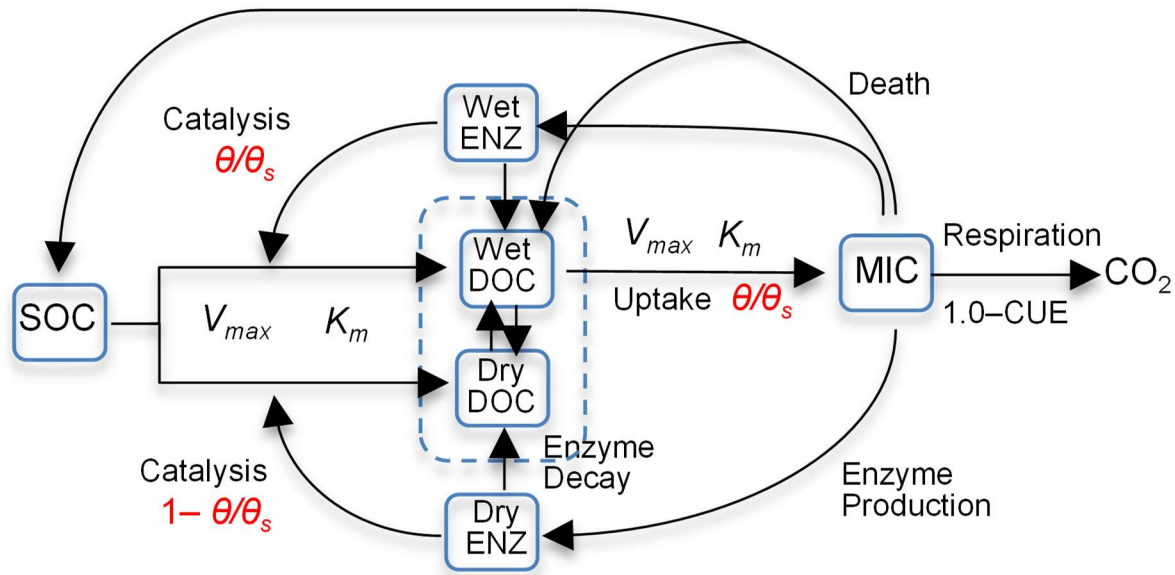 Death
Wet
ENZ
Catalysis
θ/θₛ
Wet
DOC
Vₘₐₓ Kₘ
Uptake θ/θₛ
MIC
Respiration
1.0–CUE
CO₂
SOC
Vₘₐₓ Kₘ
Dry
DOC
Enzyme
Decay
Catalysis
1– θ/θₛ
Dry
ENZ
Enzyme
Production